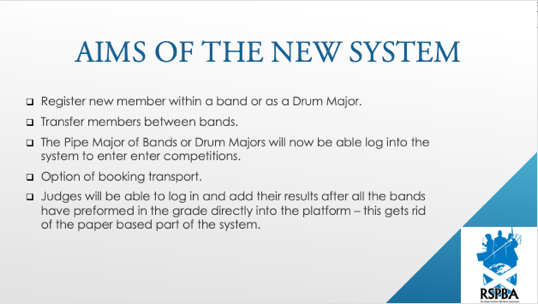 AIMS OF THE NEW SYSTEM
Register new member within a band or as a Drum Major.
Transfer members between bands.
The Pipe Major of Bands or Drum Majors will now be able log into the
system to enter enter competitions.
Option of booking transport.
Judges will be able to log in and add their results after all the bands
have preformed in the grade directly into the platform – this gets rid
of the paper based part of the system.
RSPBA